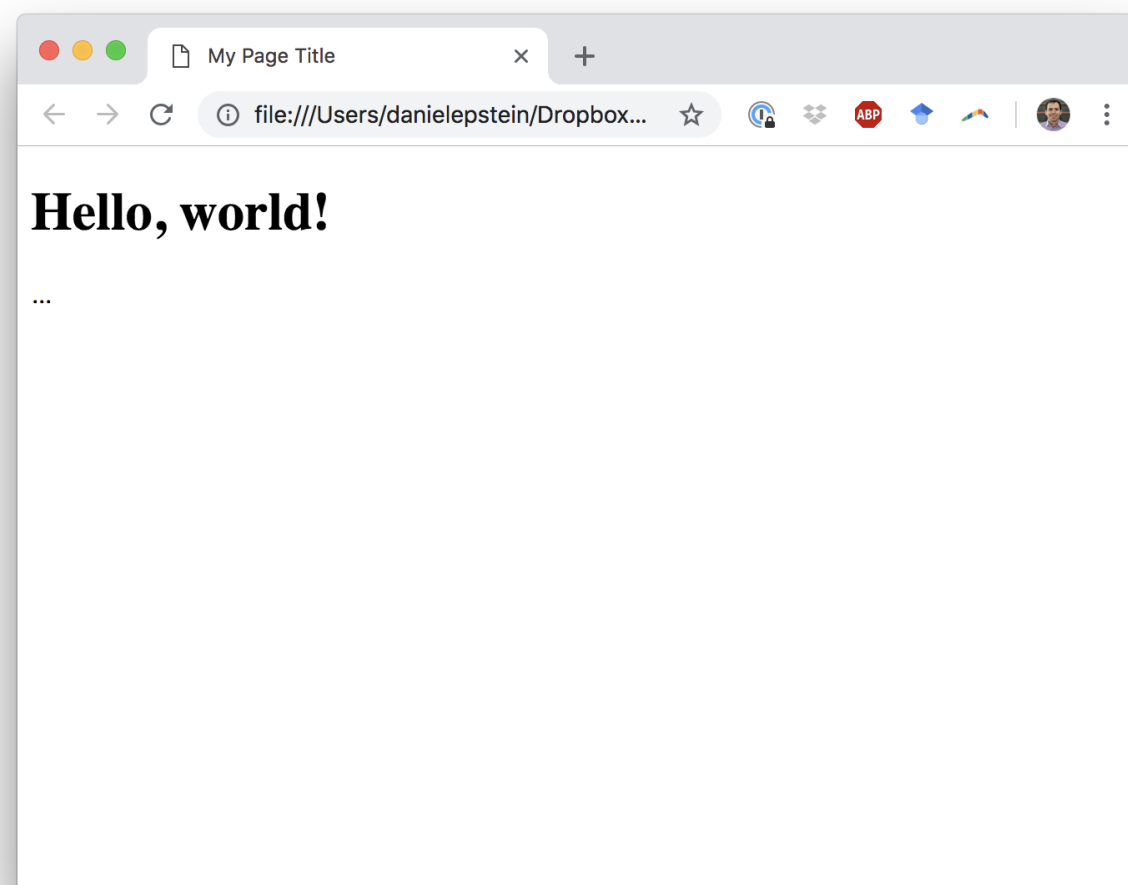 My Page Title
file:///Users/danielepstein/Dropbox...
ABP
Hello, world!
...